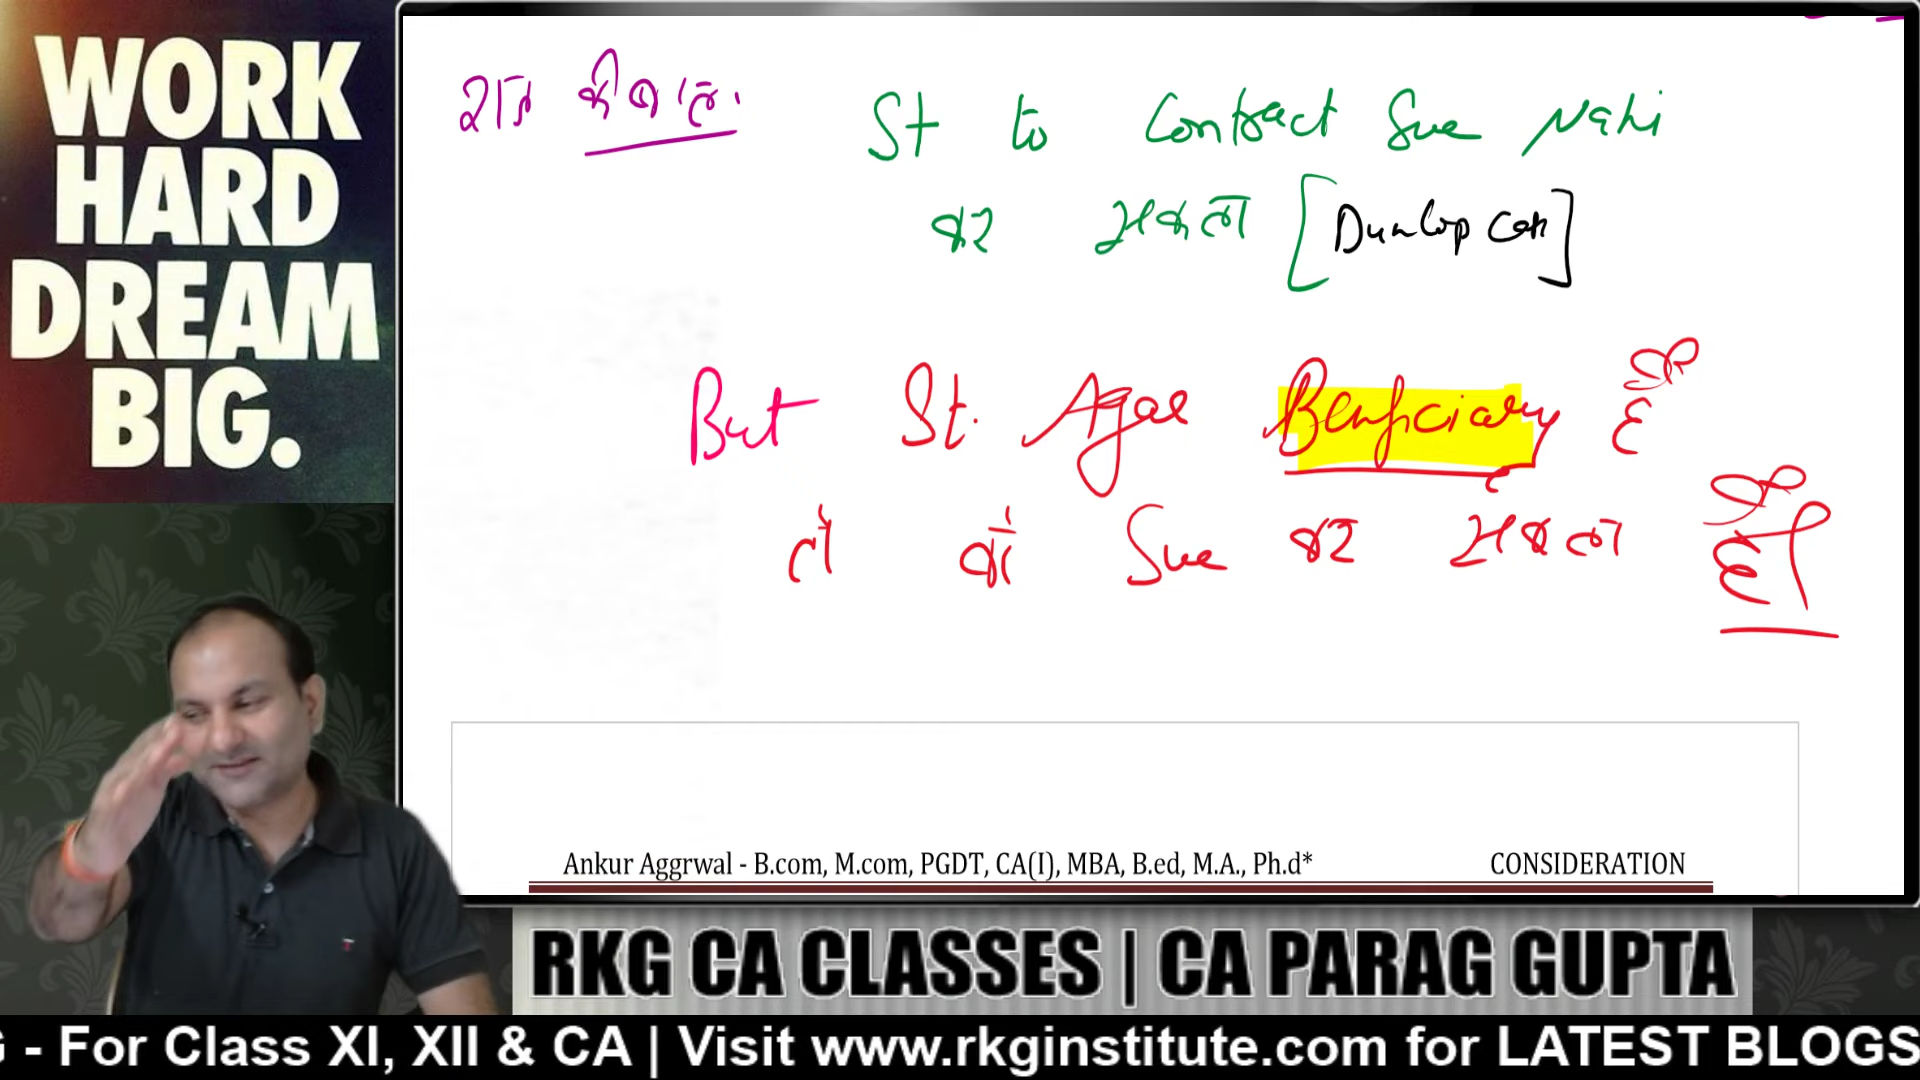 WORK
HARD
DREAM
BIG.
St to Contract Sue Nahi
कर सकता [Dunlop Case]
But St. Agar Benficiary है
तो वो Sue कर सकता है।
Ankur Aggrwal - B.com, M.com, PGDT, CA(I), MBA, B.ed, M.A., Ph.d* CONSIDERATION
RKG CA CLASSES | CA PARAG GUPTA
- For Class XI, XII & CA | Visit www.rkginstitute.com for LATEST BLOGS